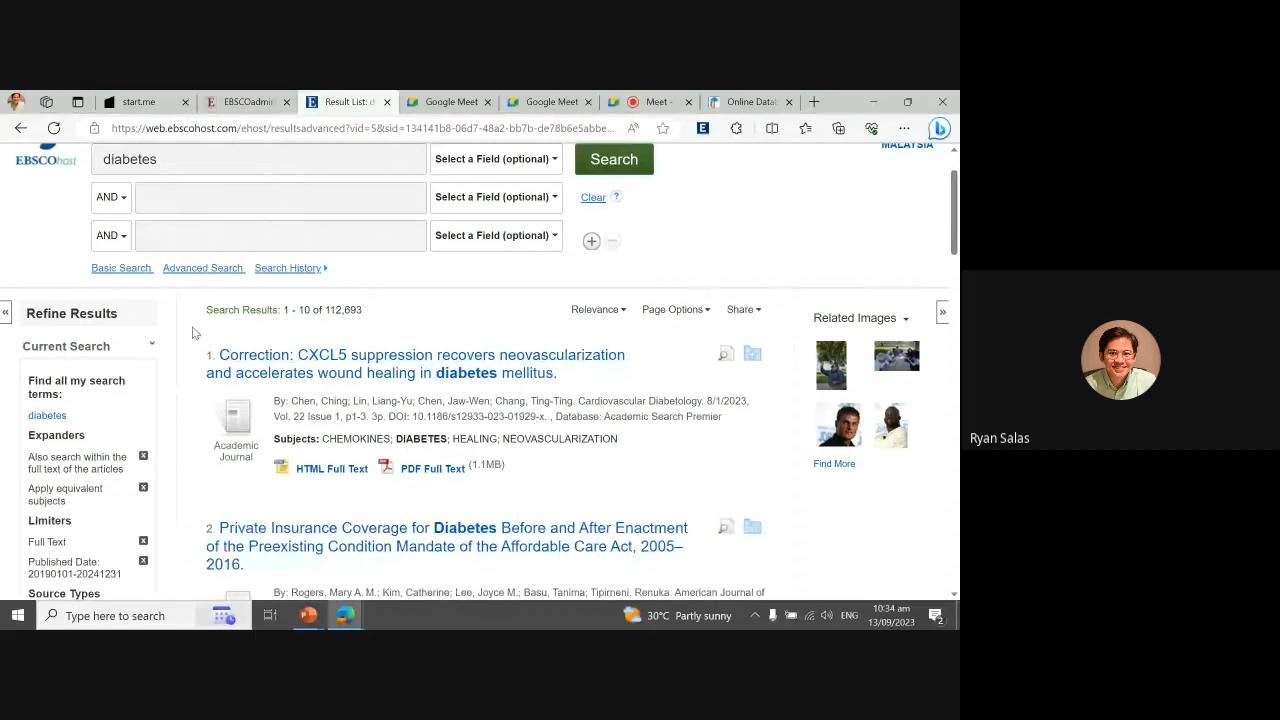 start.me
EBSCOadmin
Result List: d
Google Meet
Google Meet
Meet -
Online Data
https://web.ebscohost.com/ehost/resultsadvanced?vid=5&sid=134141b8-06d7-48a2-bb7b-de78b6e5abbe...
EBSCOhost
diabetes
Select a Field (optional)
Search
MALAYSIA
AND
Select a Field (optional)
Clear
?
AND
Select a Field (optional)
Basic Search
Advanced Search
Search History
Refine Results
Current Search
Find all my search
terms:
diabetes
Expanders
Also search within the
full text of the articles
Apply equivalent
subjects
Limiters
Full Text
Published Date:
20190101-20241231
Source Types
Search Results: 1 - 10 of 112,693
Relevance
Page Options
Share
1. Correction: CXCL5 suppression recovers neovascularization
and accelerates wound healing in diabetes mellitus.
By: Chen, Ching; Lin, Liang-Yu; Chen, Jaw-Wen; Chang, Ting-Ting. Cardiovascular Diabetology. 8/1/2023,
Vol. 22 Issue 1, p1-3. 3p. DOI: 10.1186/s12933-023-01929-x. , Database: Academic Search Premier
Academic
Journal
Subjects: CHEMOKINES; DIABETES; HEALING; NEOVASCULARIZATION
HTML Full Text
PDF Full Text (1.1MB)
2. Private Insurance Coverage for Diabetes Before and After Enactment
of the Preexisting Condition Mandate of the Affordable Care Act, 2005–
2016.
By: Rogers, Mary A. M.; Kim, Catherine; Lee, Joyce M.; Basu, Tanima; Tipirneni, Renuka. American Journal of
Related Images
Find More
Type here to search
30°C Partly sunny
ENG
10:34 am
13/09/2023
2
Ryan Salas